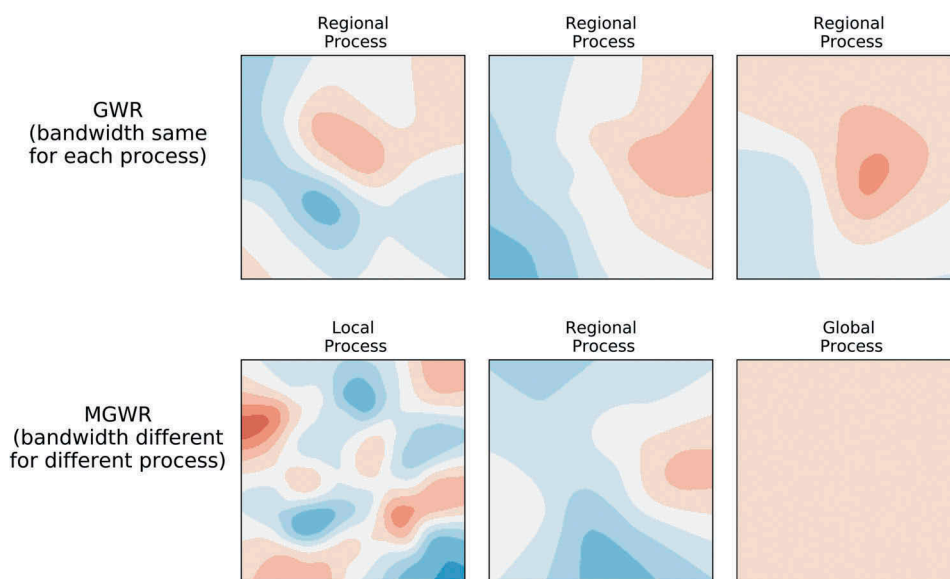 Regional
Process
Regional
Process
Regional
Process
GWR
(bandwidth same
for each process)
Local
Process
Regional
Process
Global
Process
MGWR
(bandwidth different
for different process)